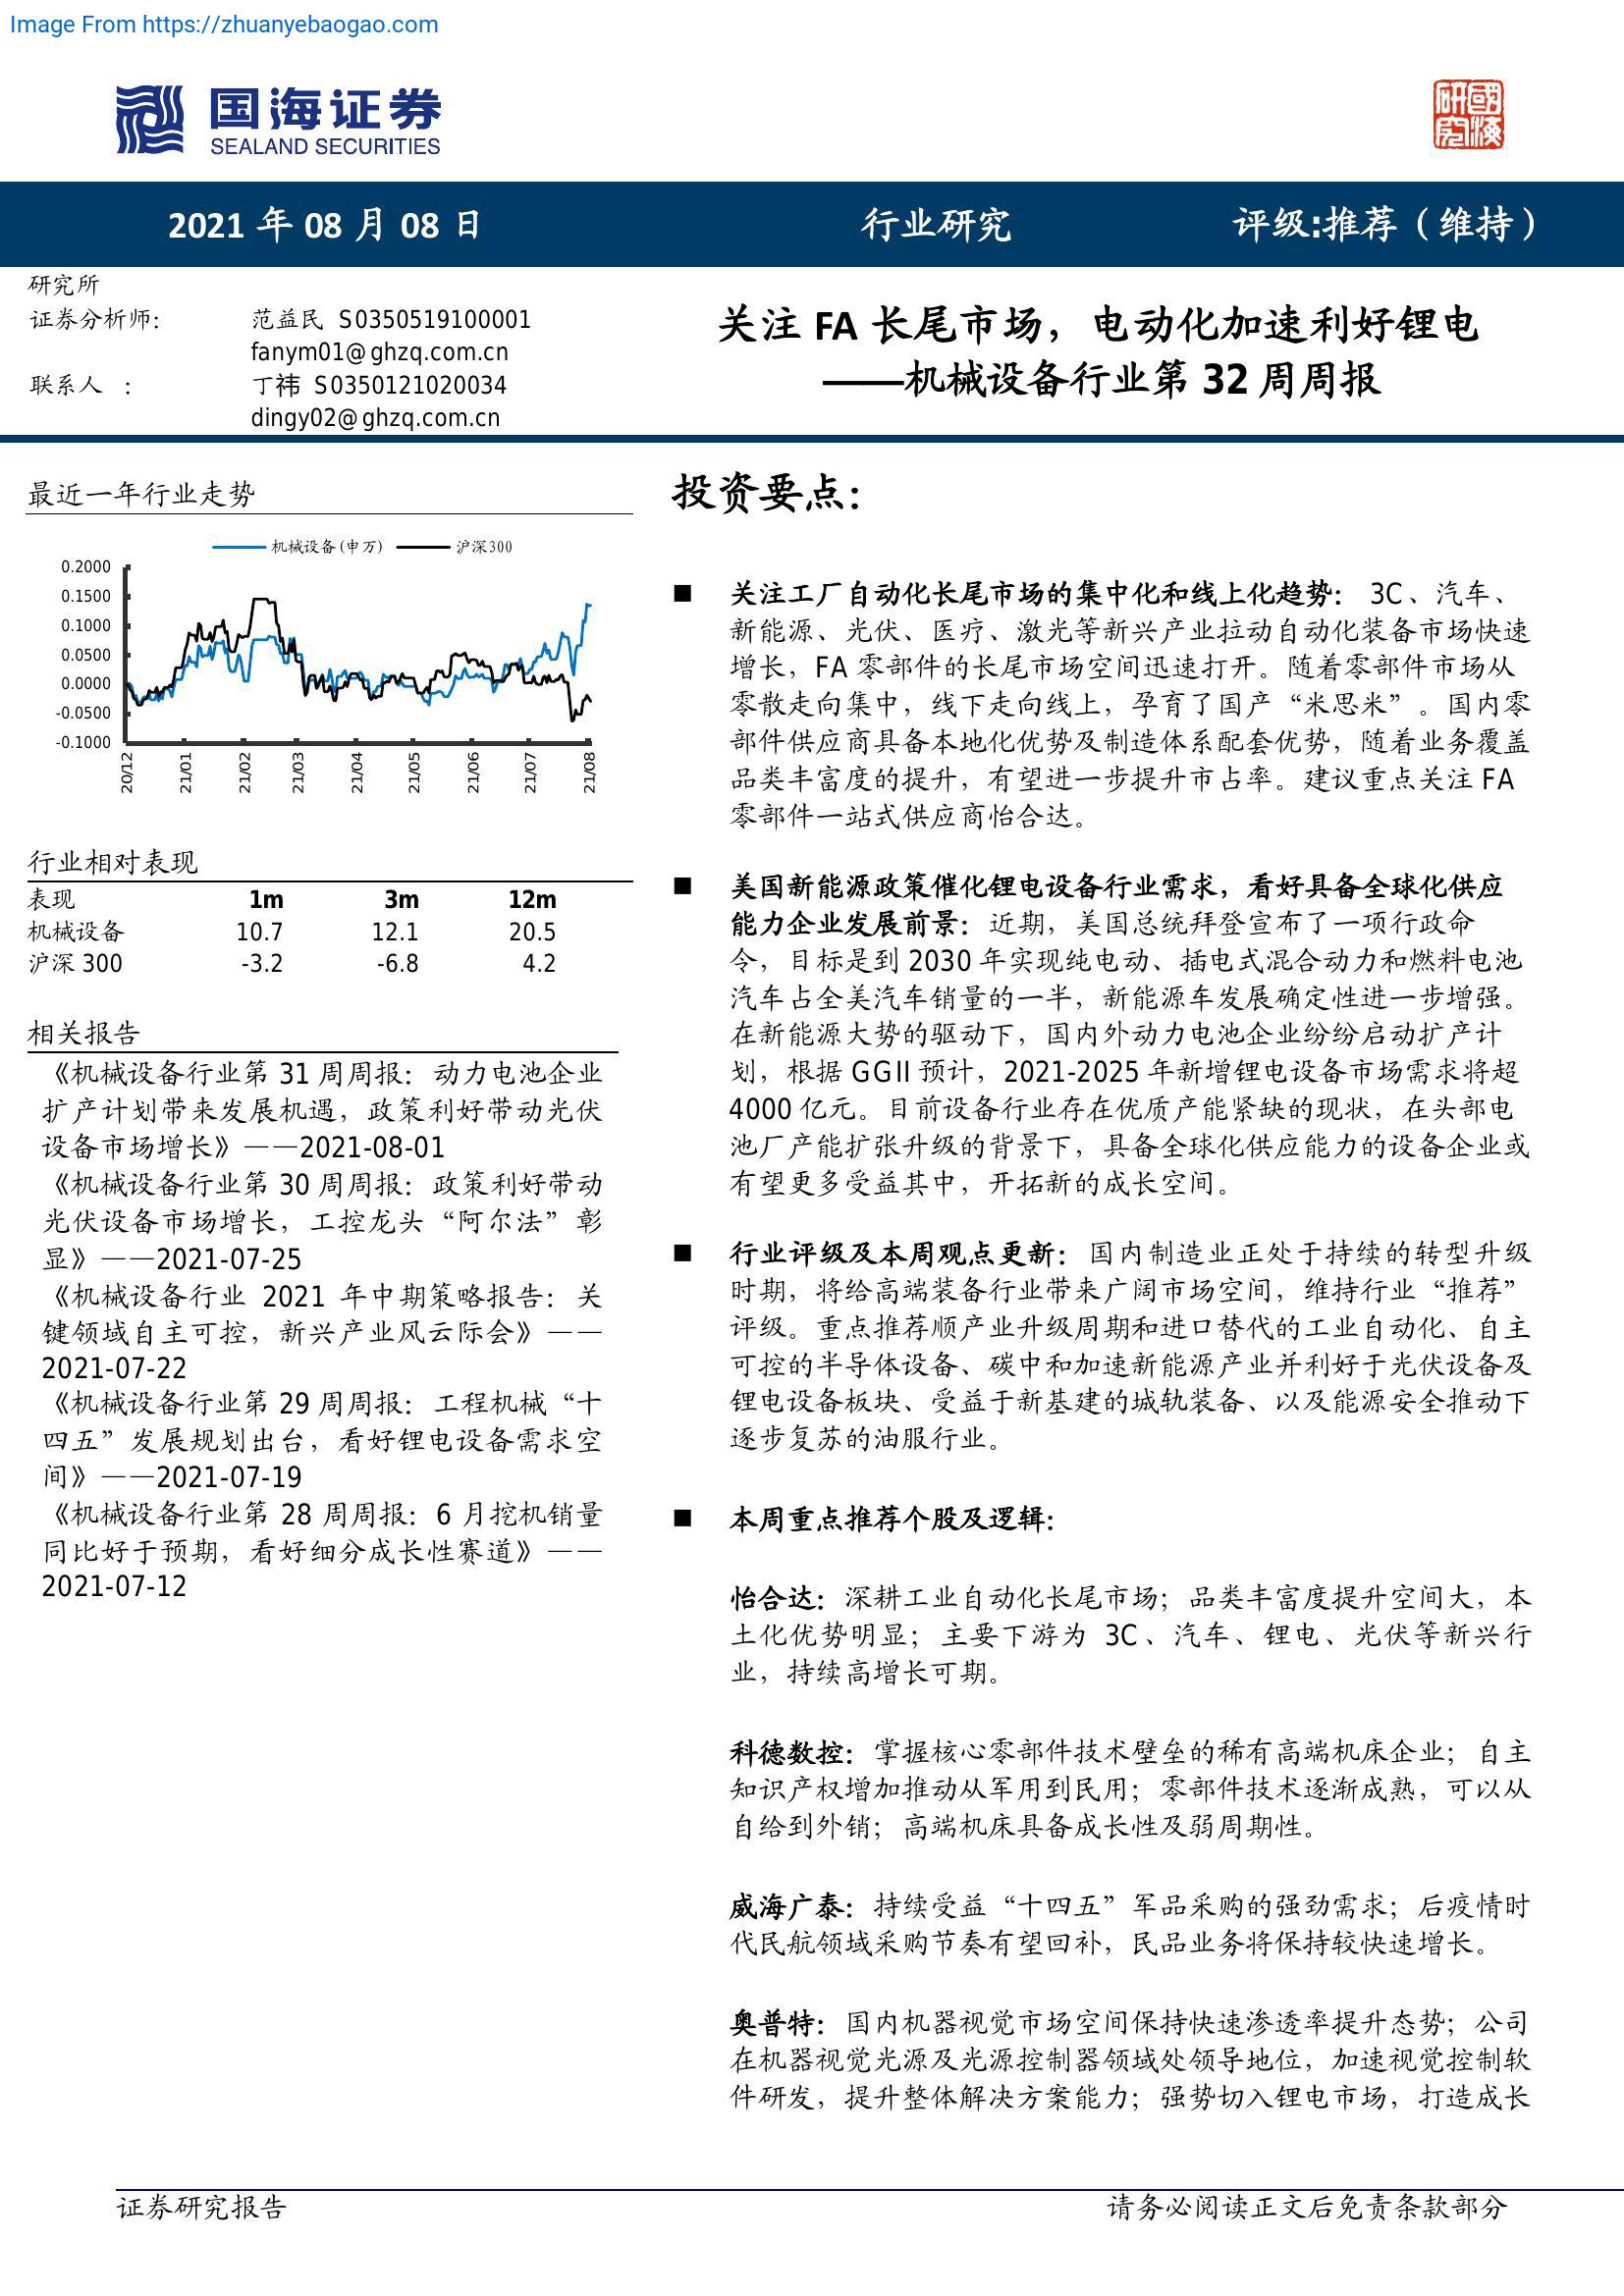 Image From https://zhuanyebaogao.com
国海证券
SEALAND SECURITIES
研國
究海
2021 年 08 月 08 日
行业研究
评级:推荐（维持）
研究所
证券分析师：
范益民 S0350519100001
fanym01@ghzq.com.cn
联系人 ：
丁祎 S0350121020034
dingy02@ghzq.com.cn
关注 FA 长尾市场，电动化加速利好锂电
——机械设备行业第 32 周周报
最近一年行业走势
机械设备(申万)
沪深300
0.2000
0.1500
0.1000
0.0500
0.0000
-0.0500
-0.1000
20/12
21/01
21/02
21/03
21/04
21/05
21/06
21/07
21/08
行业相对表现
表现 1m 3m 12m
机械设备 10.7 12.1 20.5
沪深 300 -3.2 -6.8 4.2
相关报告
《机械设备行业第 31 周周报：动力电池企业
扩产计划带来发展机遇，政策利好带动光伏
设备市场增长》——2021-08-01
《机械设备行业第 30 周周报：政策利好带动
光伏设备市场增长，工控龙头“阿尔法”彰
显》——2021-07-25
《机械设备行业 2021 年中期策略报告：关
键领域自主可控，新兴产业风云际会》——
2021-07-22
《机械设备行业第 29 周周报：工程机械“十
四五”发展规划出台，看好锂电设备需求空
间》——2021-07-19
《机械设备行业第 28 周周报：6 月挖机销量
同比好于预期，看好细分成长性赛道》——
2021-07-12
投资要点：
■ 关注工厂自动化长尾市场的集中化和线上化趋势： 3C、汽车、
新能源、光伏、医疗、激光等新兴产业拉动自动化装备市场快速
增长，FA 零部件的长尾市场空间迅速打开。随着零部件市场从
零散走向集中，线下走向线上，孕育了国产“米思米”。国内零
部件供应商具备本地化优势及制造体系配套优势，随着业务覆盖
品类丰富度的提升，有望进一步提升市占率。建议重点关注 FA
零部件一站式供应商怡合达。
■ 美国新能源政策催化锂电设备行业需求，看好具备全球化供应
能力企业发展前景：近期，美国总统拜登宣布了一项行政命
令，目标是到 2030 年实现纯电动、插电式混合动力和燃料电池
汽车占全美汽车销量的一半，新能源车发展确定性进一步增强。
在新能源大势的驱动下，国内外动力电池企业纷纷启动扩产计
划，根据 GGII 预计，2021-2025 年新增锂电设备市场需求将超
4000 亿元。目前设备行业存在优质产能紧缺的现状，在头部电
池厂产能扩张升级的背景下，具备全球化供应能力的设备企业或
有望更多受益其中，开拓新的成长空间。
■ 行业评级及本周观点更新：国内制造业正处于持续的转型升级
时期，将给高端装备行业带来广阔市场空间，维持行业“推荐”
评级。重点推荐顺产业升级周期和进口替代的工业自动化、自主
可控的半导体设备、碳中和加速新能源产业并利好于光伏设备及
锂电设备板块、受益于新基建的城轨装备、以及能源安全推动下
逐步复苏的油服行业。
■ 本周重点推荐个股及逻辑：
怡合达：深耕工业自动化长尾市场；品类丰富度提升空间大，本
土化优势明显；主要下游为 3C、汽车、锂电、光伏等新兴行
业，持续高增长可期。
科德数控：掌握核心零部件技术壁垒的稀有高端机床企业；自主
知识产权增加推动从军用到民用；零部件技术逐渐成熟，可以从
自给到外销；高端机床具备成长性及弱周期性。
威海广泰：持续受益“十四五”军品采购的强劲需求；后疫情时
代民航领域采购节奏有望回补，民品业务将保持较快速增长。
奥普特：国内机器视觉市场空间保持快速渗透率提升态势；公司
在机器视觉光源及光源控制器领域处领导地位，加速视觉控制软
件研发，提升整体解决方案能力；强势切入锂电市场，打造成长
证券研究报告
请务必阅读正文后免责条款部分